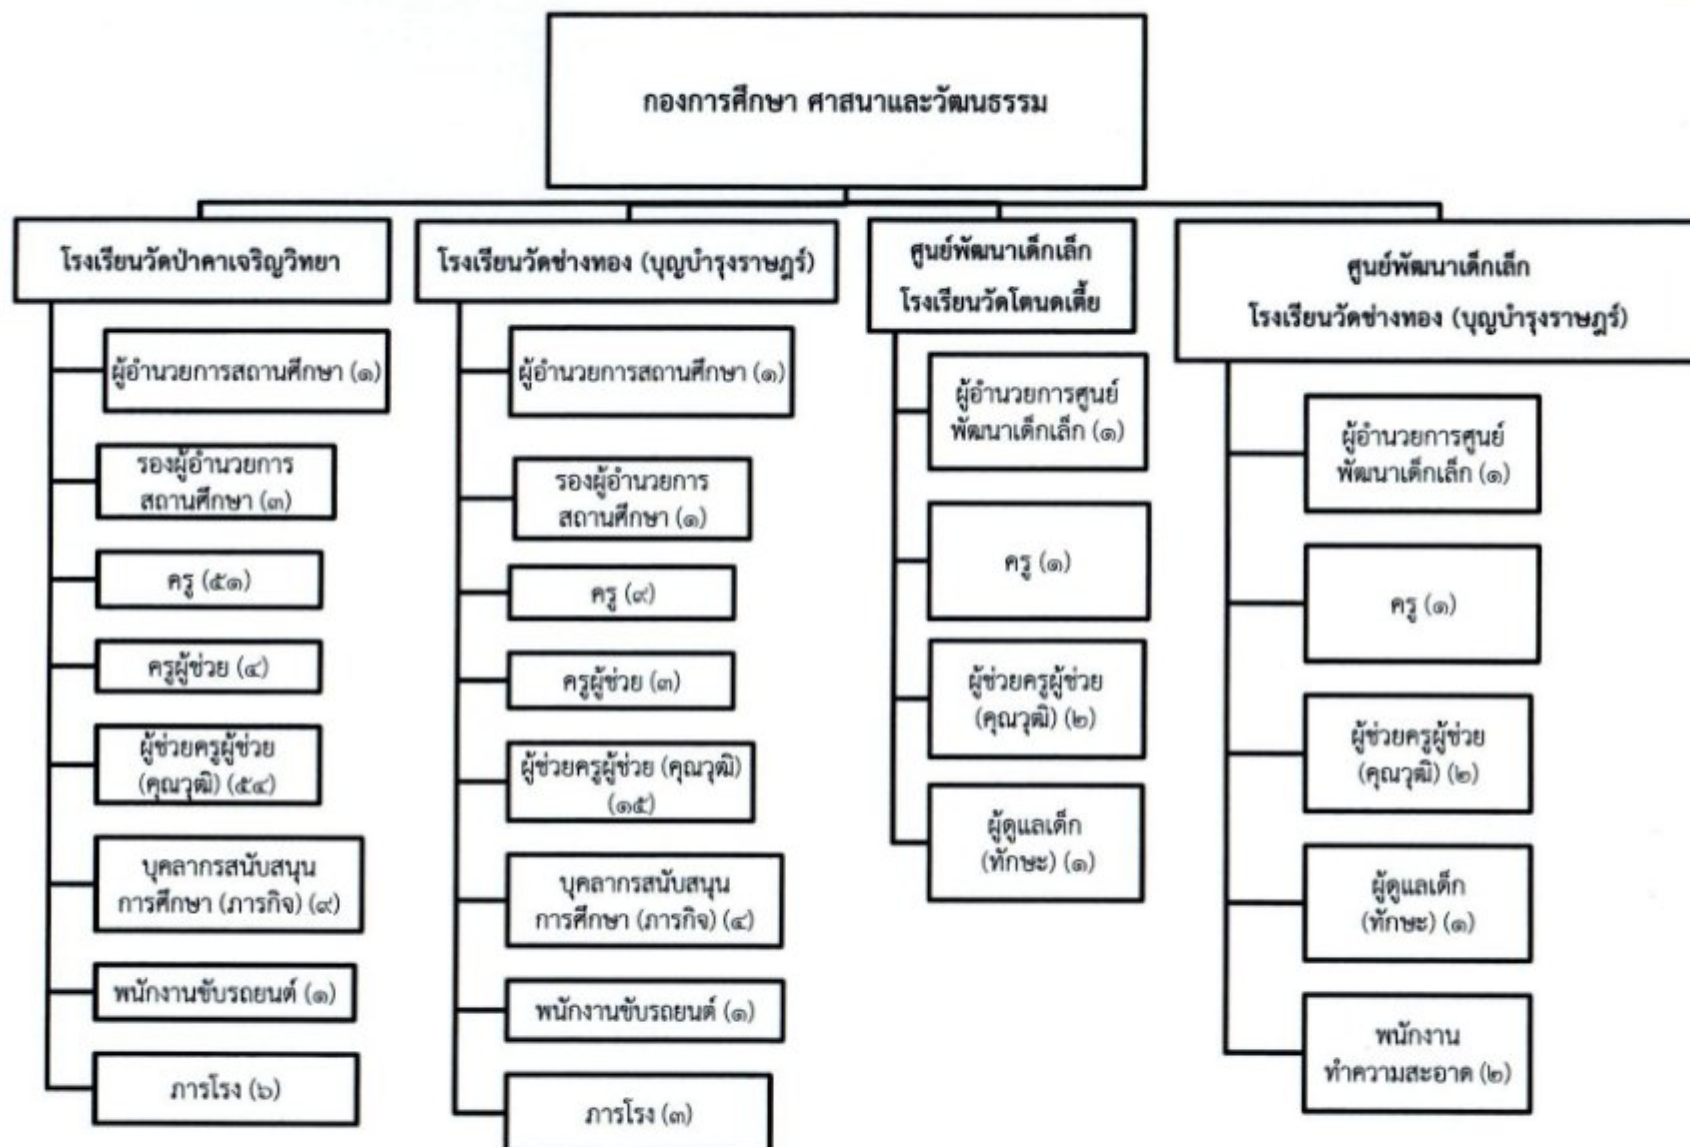 กองการศึกษา ศาสนาและวัฒนธรรม
โรงเรียนวัดป่าคาเจริญวิทยา
ผู้อำนวยการสถานศึกษา (๑)
รองผู้อำนวยการ
สถานศึกษา (๓)
ครู (๕๑)
ครูผู้ช่วย (๔)
ผู้ช่วยครูผู้ช่วย
(คุณวุฒิ) (๕๔)
บุคลากรสนับสนุน
การศึกษา (ภารกิจ) (๙)
พนักงานขับรถยนต์ (๑)
ภารโรง (๖)
โรงเรียนวัดช่างทอง (บุญบำรุงราษฎร์)
ผู้อำนวยการสถานศึกษา (๑)
รองผู้อำนวยการ
สถานศึกษา (๑)
ครู (๙)
ครูผู้ช่วย (๓)
ผู้ช่วยครูผู้ช่วย (คุณวุฒิ)
(๑๕)
บุคลากรสนับสนุน
การศึกษา (ภารกิจ) (๔)
พนักงานขับรถยนต์ (๑)
ภารโรง (๓)
ศูนย์พัฒนาเด็กเล็ก
โรงเรียนวัดโตนดเตี้ย
ผู้อำนวยการศูนย์
พัฒนาเด็กเล็ก (๑)
ครู (๑)
ผู้ช่วยครูผู้ช่วย
(คุณวุฒิ) (๒)
ผู้ดูแลเด็ก
(ทักษะ) (๑)
ศูนย์พัฒนาเด็กเล็ก
โรงเรียนวัดช่างทอง (บุญบำรุงราษฎร์)
ผู้อำนวยการศูนย์
พัฒนาเด็กเล็ก (๑)
ครู (๑)
ผู้ช่วยครูผู้ช่วย
(คุณวุฒิ) (๒)
ผู้ดูแลเด็ก
(ทักษะ) (๑)
พนักงาน
ทำความสะอาด (๒)